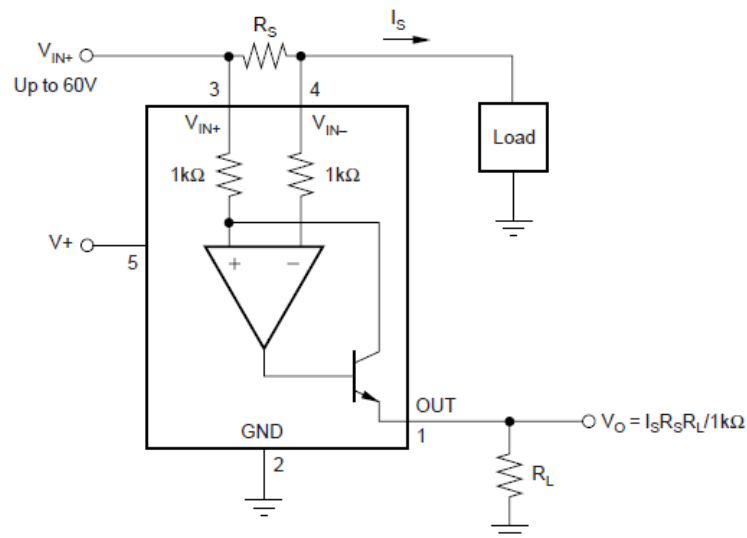 R_S
I_S
V_IN+
Up to 60V
3
4
V_IN+
V_IN–
Load
1kΩ
1kΩ
V+
5
+
–
OUT
V_O = I_SR_SR_L/1kΩ
1
GND
2
R_L